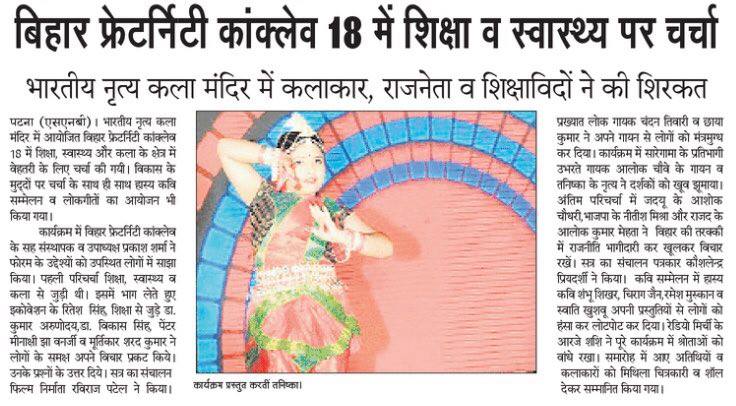 बिहार फ्रेटर्निटी कांक्लेव 18 में शिक्षा व स्वास्थ्य पर चर्चा
भारतीय नृत्य कला मंदिर में कलाकार, राजनेता व शिक्षाविदों ने की शिरकत
पटना (एसएनबी)। भारतीय नृत्य कला
मंदिर में आयोजित बिहार फ्रेटर्निटी कांक्लेव
18 में शिक्षा, स्वास्थ्य और कला के क्षेत्र में
बेहतरी के लिए चर्चा की गयी। विकास के
मुद्दों पर चर्चा के साथ ही साथ हास्य कवि
सम्मेलन व लोकगीतों का आयोजन भी
किया गया।
कार्यक्रम में बिहार फ्रेटर्निटी कांक्लेव
के सह संस्थापक व उपाध्यक्ष प्रकाश शर्मा ने
फोरम के उद्देश्यों को उपस्थित लोगों में साझा
किया। पहली परिचर्चा शिक्षा, स्वास्थ्य व
कला से जुड़ी थी। इसमें भाग लेते हुए
इकोवेशन के रितेश सिंह, शिक्षा से जुड़े डा.
कुमार अरुणोदय,डा. विकास सिंह, पेंटर
मीनाक्षी झा बनर्जी व मूर्तिकार शरद कुमार ने
लोगों के समक्ष अपने विचार प्रकट किये।
उनके प्रश्नों के उत्तर दिये। सत्र का संचालन
फिल्म निर्माता रविराज पटेल ने किया।
कार्यक्रम प्रस्तुत करतीं तनिष्का।
प्रख्यात लोक गायक चंदन तिवारी व छाया
कुमार ने अपने गायन से लोगों को मंत्रमुग्ध
कर दिया। कार्यक्रम में सारेगामा के प्रतिभागी
उभरते गायक आलोक चौबे के गायन व
तनिष्का के नृत्य ने दर्शकों को खूब झूमाया।
अंतिम परिचर्चा में जदयू के आशोक
चौधरी,भाजपा के नीतीश मिश्रा और राजद के
आलोक कुमार मेहता ने बिहार की तरक्की
में राजनीति भागीदारी कर खुलकर विचार
रखें। सत्र का संचालन पत्रकार कौशलेन्द्र
प्रियदर्शी ने किया। कवि सम्मेलन में हास्य
कवि शंभू शिखर, चिराग जैन,रमेश मुस्कान व
स्वाति खुशबू अपनी प्रस्तुतियों से लोगों को
हंसा कर लोटपोट कर दिया। रेडियो मिर्ची के
आरजे शशि ने पूरे कार्यक्रम में श्रोताओं को
बांधे रखा। समारोह में आए अतिथियों व
कलाकारों को मिथिला चित्रकारी व शॉल
देकर सम्मानित किया गया।